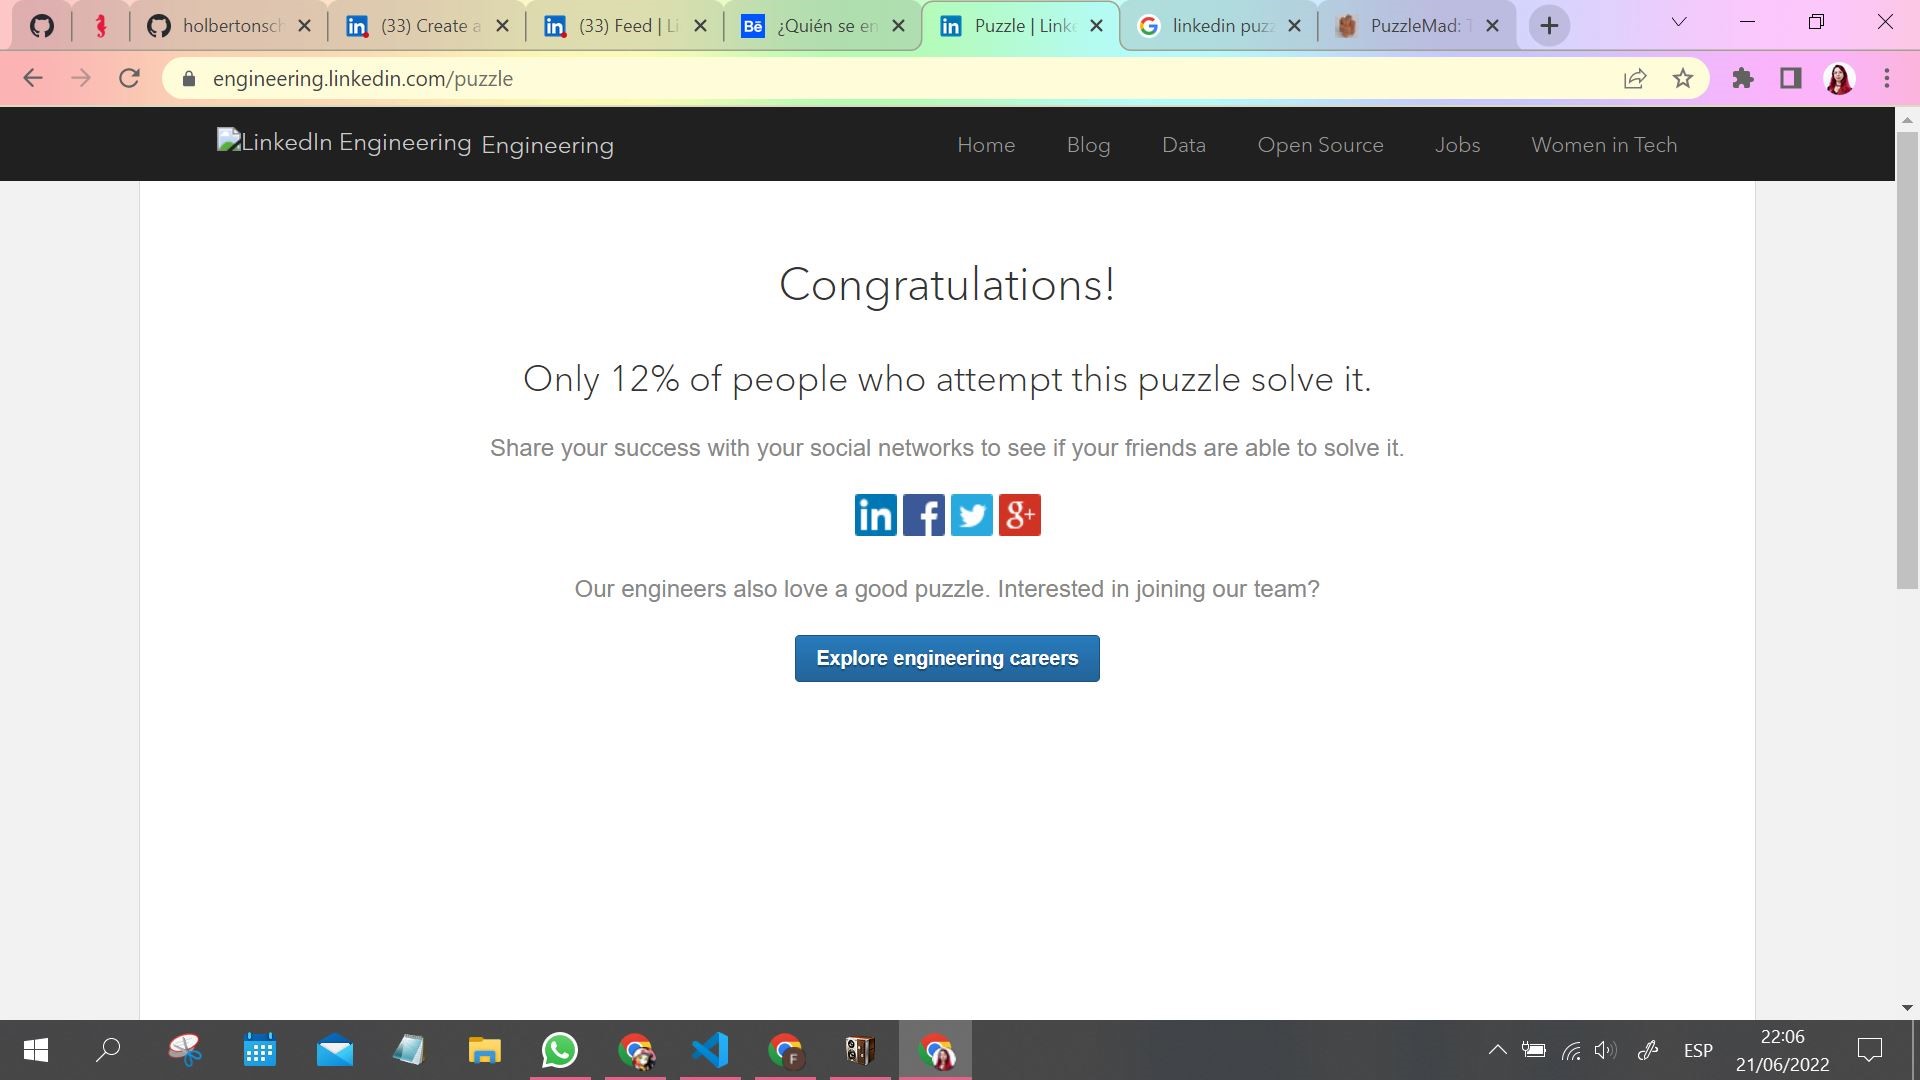 holbertonsch
(33) Create a
(33) Feed | Li
Bē ¿Quién se en
Puzzle | Linke
linkedin puzz
PuzzleMad: T
engineering.linkedin.com/puzzle
LinkedIn Engineering Engineering
Home Blog Data Open Source Jobs Women in Tech
Congratulations!
Only 12% of people who attempt this puzzle solve it.
Share your success with your social networks to see if your friends are able to solve it.
in f g+
Our engineers also love a good puzzle. Interested in joining our team?
Explore engineering careers
F
ESP
22:06
21/06/2022